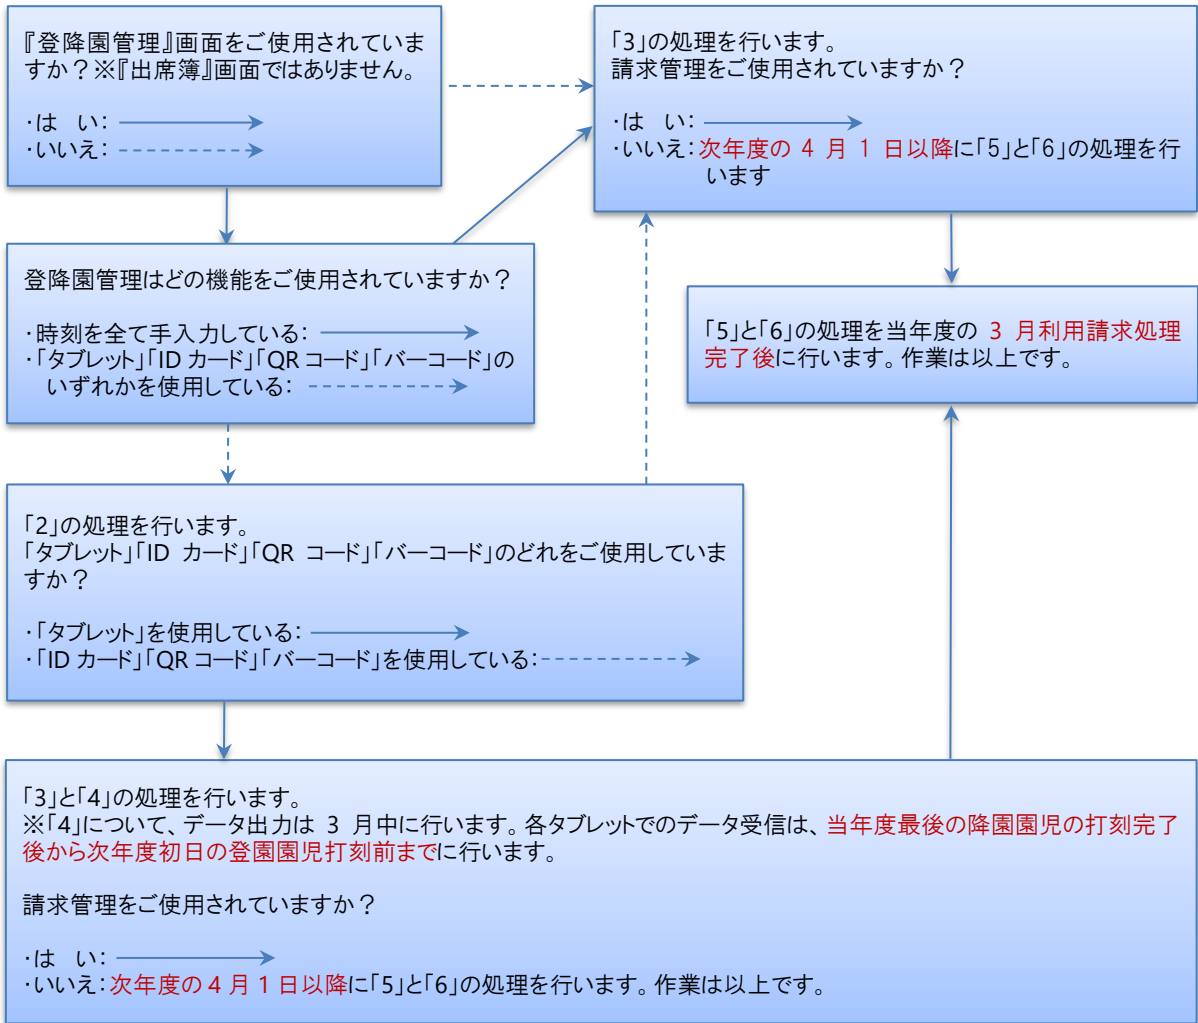 『登降園管理』画面をご使用されていま
すか？※『出席簿』画面ではありません。
・は　い：
・いいえ：
「3」の処理を行います。
請求管理をご使用されていますか？
・は　い：
・いいえ：次年度の 4 月 1 日以降に「5」と「6」の処理を行
います
登降園管理はどの機能をご使用されていますか？
・時刻を全て手入力している：
・「タブレット」「ID カード」「QR コード」「バーコード」の
いずれかを使用している：
「5」と「6」の処理を当年度の 3 月利用請求処理
完了後に行います。作業は以上です。
「2」の処理を行います。
「タブレット」「ID カード」「QR コード」「バーコード」のどれをご使用していま
すか？
・「タブレット」を使用している：
・「ID カード」「QR コード」「バーコード」を使用している：
「3」と「4」の処理を行います。
※「4」について、データ出力は 3 月中に行います。各タブレットでのデータ受信は、当年度最後の降園園児の打刻完了
後から次年度初日の登園園児打刻前までに行います。
請求管理をご使用されていますか？
・は　い：
・いいえ：次年度の 4 月 1 日以降に「5」と「6」の処理を行います。作業は以上です。